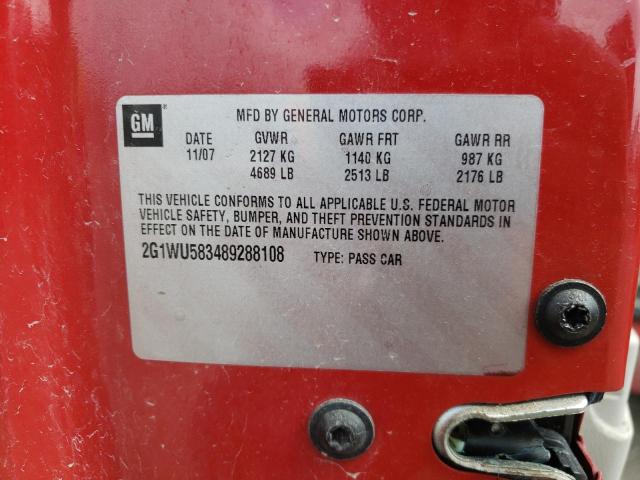 GM ® MFD BY GENERAL MOTORS CORP.
DATE GVWR GAWR FRT GAWR RR
11/07 2127 KG 1140 KG 987 KG
4689 LB 2513 LB 2176 LB
THIS VEHICLE CONFORMS TO ALL APPLICABLE U.S. FEDERAL MOTOR
VEHICLE SAFETY, BUMPER, AND THEFT PREVENTION STANDARDS IN
EFFECT ON THE DATE OF MANUFACTURE SHOWN ABOVE.
2G1WU583489288108 TYPE: PASS CAR